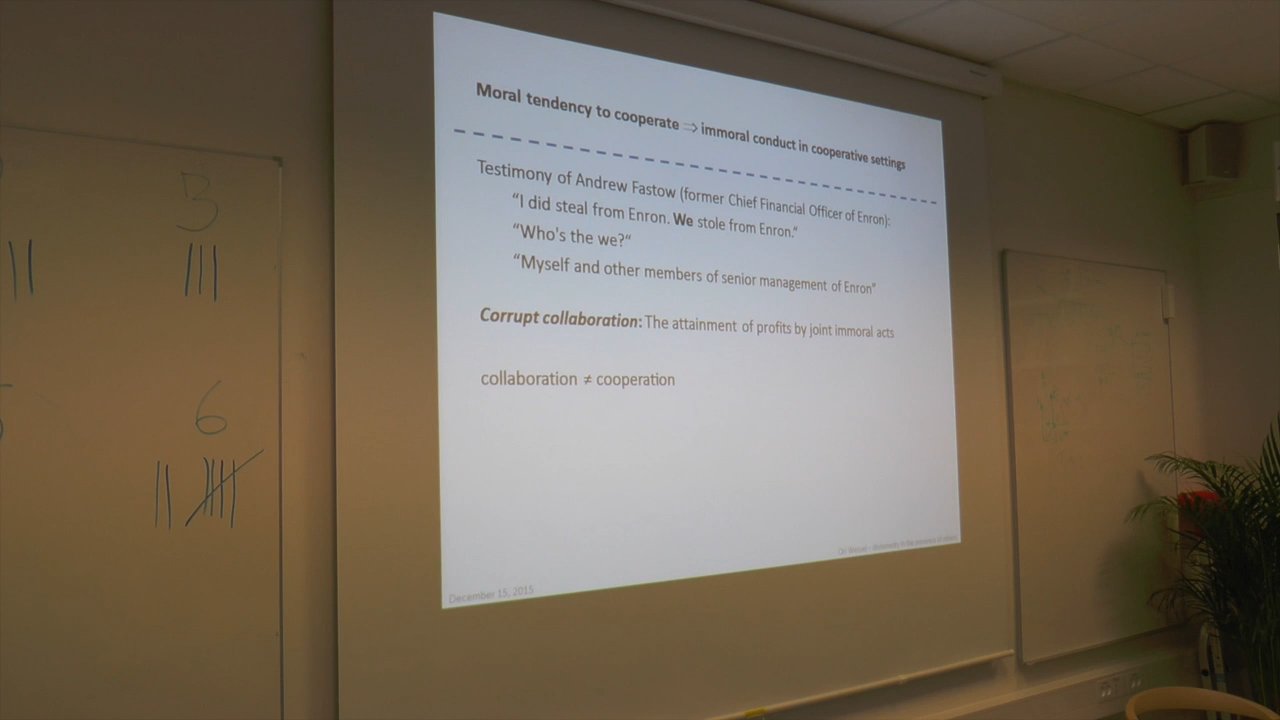 Moral tendency to cooperate ⇒ immoral conduct in cooperative settings
Testimony of Andrew Fastow (former Chief Financial Officer of Enron):
“I did steal from Enron. We stole from Enron.“
“Who's the we?“
“Myself and other members of senior management of Enron”
Corrupt collaboration: The attainment of profits by joint immoral acts
collaboration ≠ cooperation
December 15, 2015
3
6